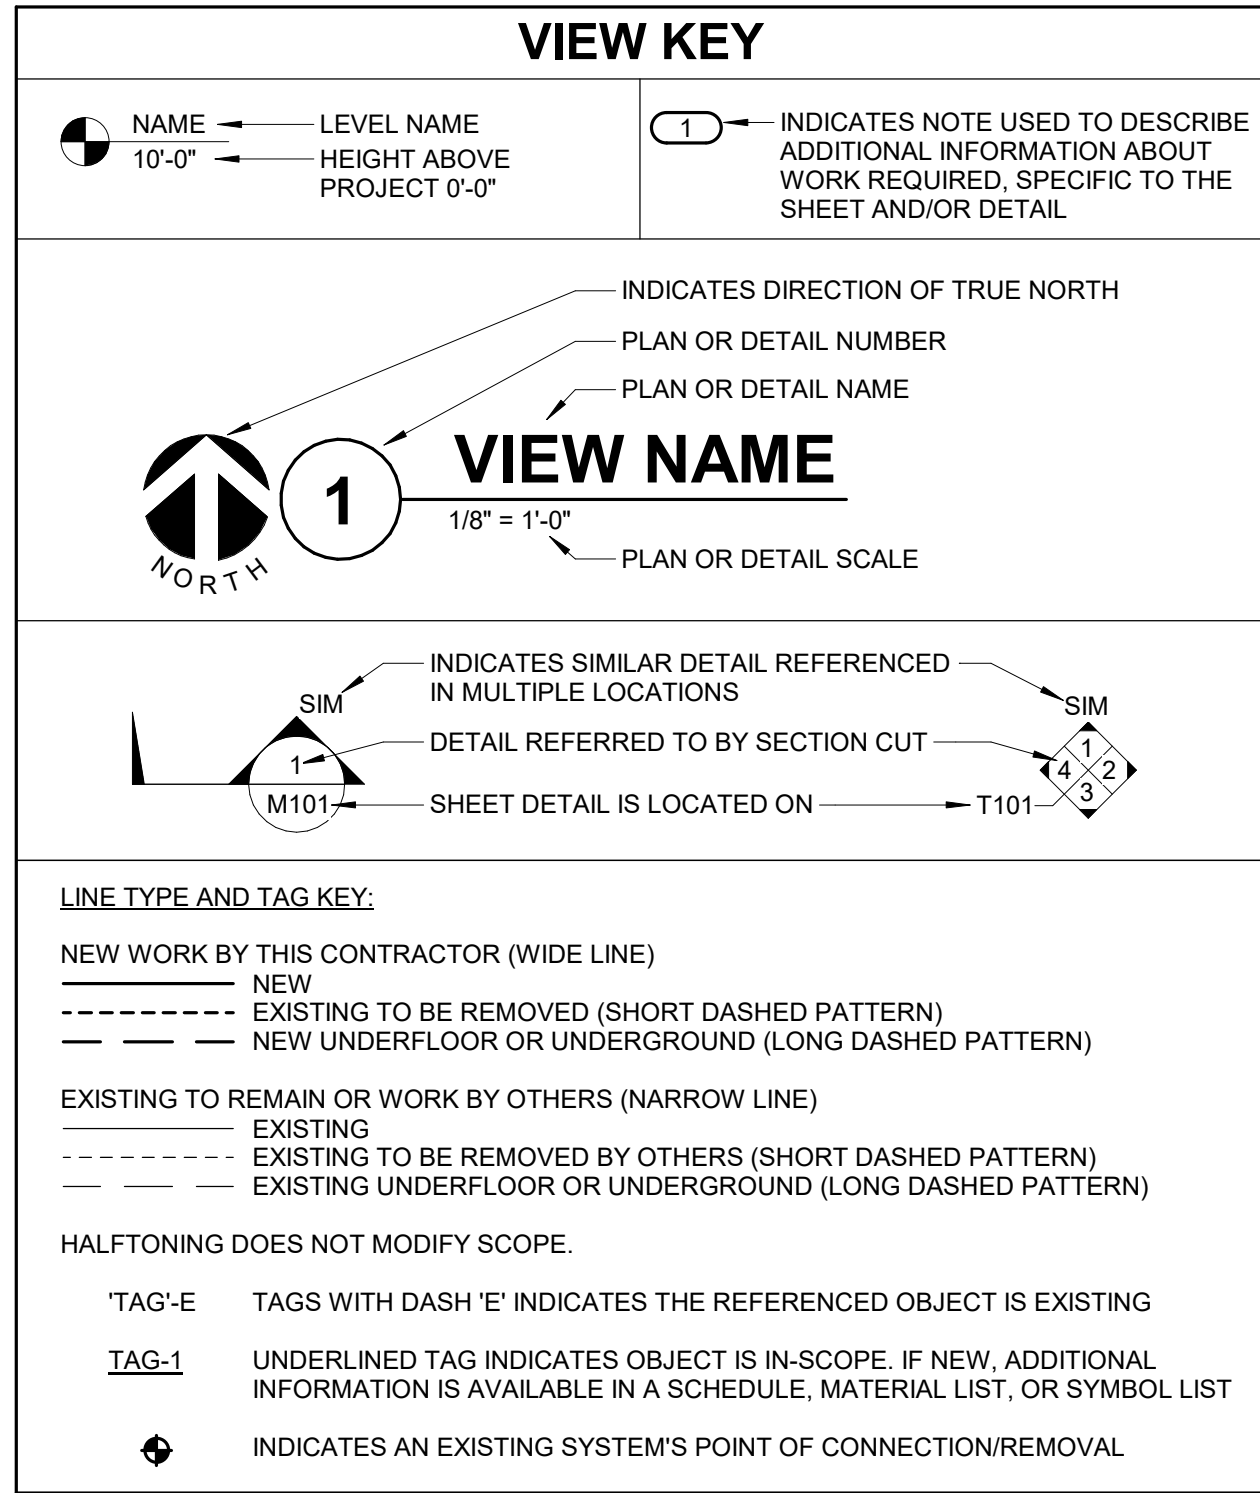 VIEW KEY
NAME
LEVEL NAME
10'-0"
HEIGHT ABOVE
PROJECT 0'-0"
1
INDICATES NOTE USED TO DESCRIBE
ADDITIONAL INFORMATION ABOUT
WORK REQUIRED, SPECIFIC TO THE
SHEET AND/OR DETAIL
INDICATES DIRECTION OF TRUE NORTH
PLAN OR DETAIL NUMBER
PLAN OR DETAIL NAME
NORTH
1
VIEW NAME
1/8" = 1'-0"
PLAN OR DETAIL SCALE
SIM
INDICATES SIMILAR DETAIL REFERENCED
IN MULTIPLE LOCATIONS
SIM
1
DETAIL REFERRED TO BY SECTION CUT
1
4 2
3
M101
SHEET DETAIL IS LOCATED ON
T101
LINE TYPE AND TAG KEY:
NEW WORK BY THIS CONTRACTOR (WIDE LINE)
NEW
EXISTING TO BE REMOVED (SHORT DASHED PATTERN)
NEW UNDERFLOOR OR UNDERGROUND (LONG DASHED PATTERN)
EXISTING TO REMAIN OR WORK BY OTHERS (NARROW LINE)
EXISTING
EXISTING TO BE REMOVED BY OTHERS (SHORT DASHED PATTERN)
EXISTING UNDERFLOOR OR UNDERGROUND (LONG DASHED PATTERN)
HALFTONING DOES NOT MODIFY SCOPE.
'TAG'-E TAGS WITH DASH 'E' INDICATES THE REFERENCED OBJECT IS EXISTING
TAG-1 UNDERLINED TAG INDICATES OBJECT IS IN-SCOPE. IF NEW, ADDITIONAL
INFORMATION IS AVAILABLE IN A SCHEDULE, MATERIAL LIST, OR SYMBOL LIST
INDICATES AN EXISTING SYSTEM'S POINT OF CONNECTION/REMOVAL